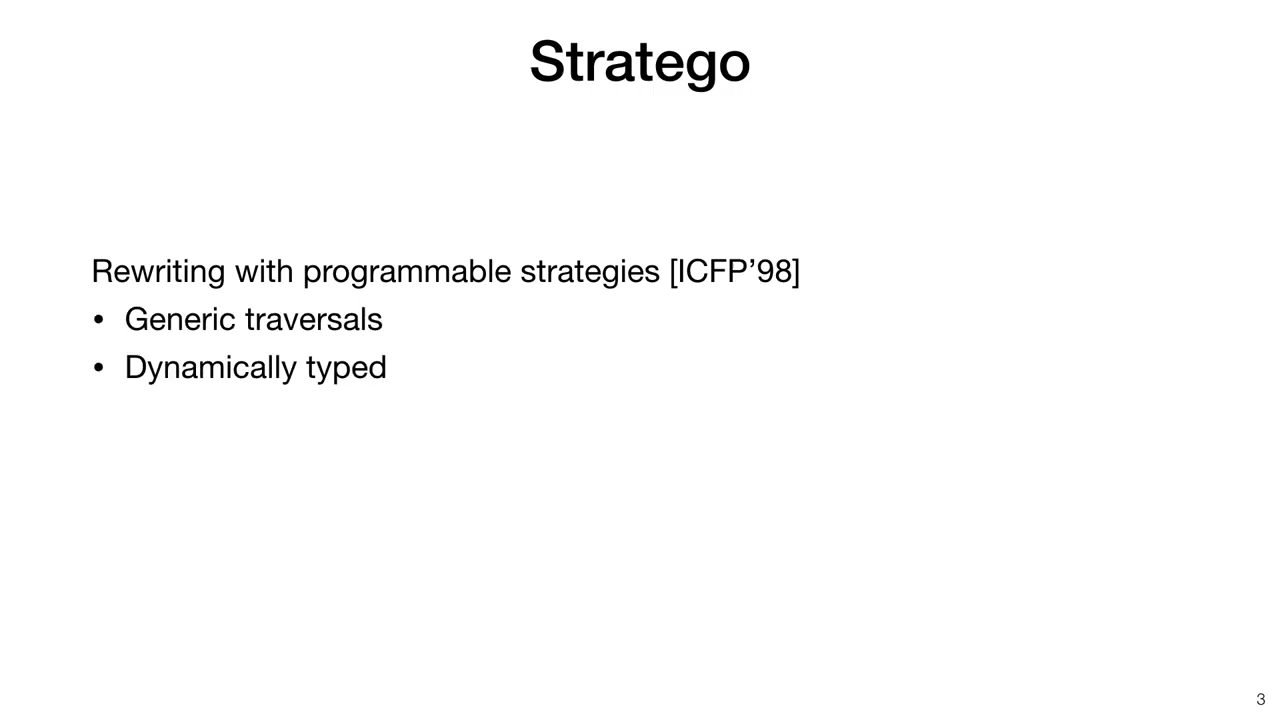 Stratego
Rewriting with programmable strategies [ICFP’98]
• Generic traversals
• Dynamically typed
3